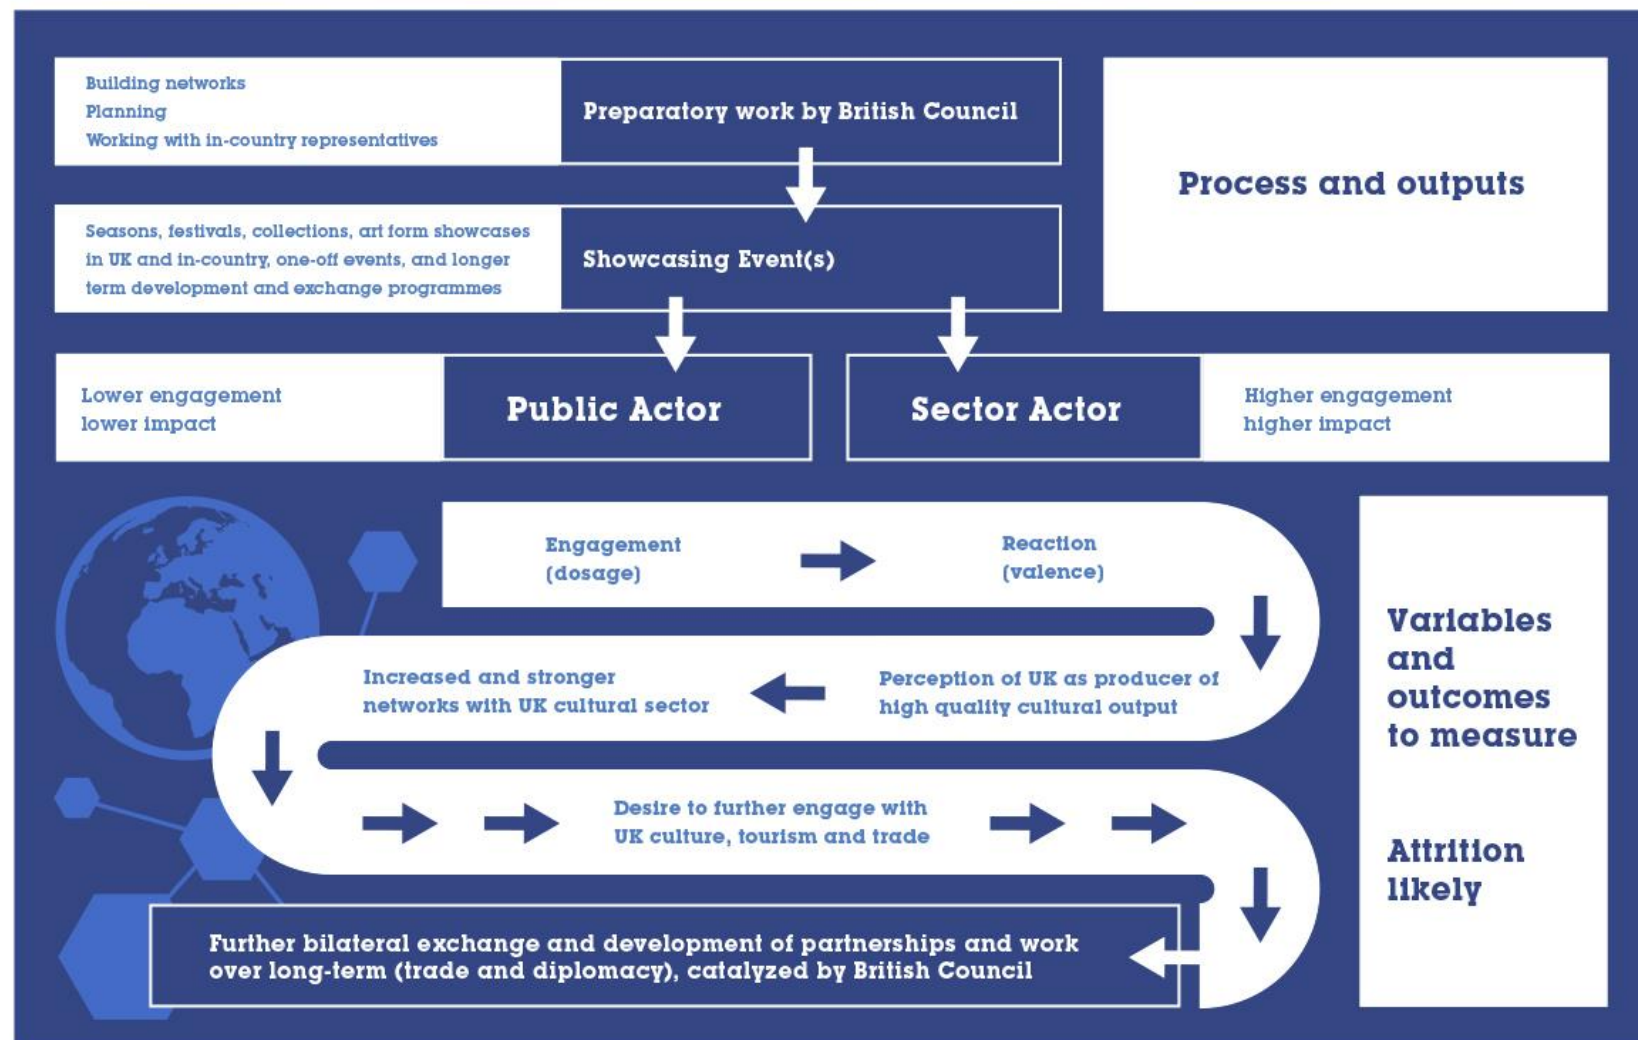 Building networks
Planning
Working with in-country representatives
Preparatory work by British Council
Process and outputs
Seasons, festivals, collections, art form showcases
in UK and in-country, one-off events, and longer
term development and exchange programmes
Showcasing Event(s)
Lower engagement
lower impact
Public Actor
Sector Actor
Higher engagement
higher impact
Engagement
(dosage)
Reaction
(valence)
Perception of UK as producer of
high quality cultural output
Increased and stronger
networks with UK cultural sector
Desire to further engage with
UK culture, tourism and trade
Further bilateral exchange and development of partnerships and work
over long-term (trade and diplomacy), catalyzed by British Council
Variables
and
outcomes
to measure
Attrition
likely